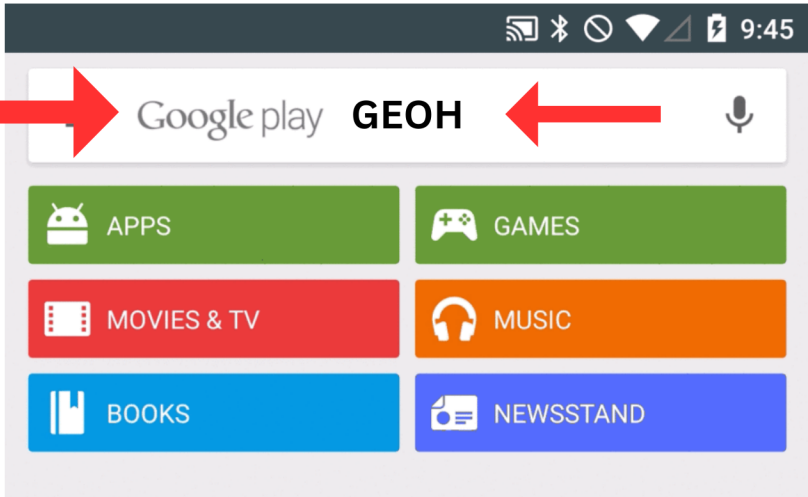 9:45
Google play GEOH
APPS
GAMES
MOVIES & TV
MUSIC
BOOKS
NEWSSTAND